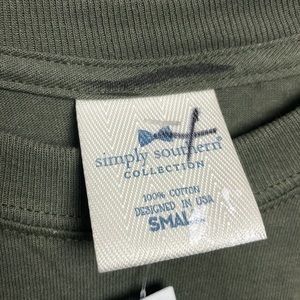 simply southern®
COLLECTION
100% COTTON
DESIGNED IN USA
SMALL